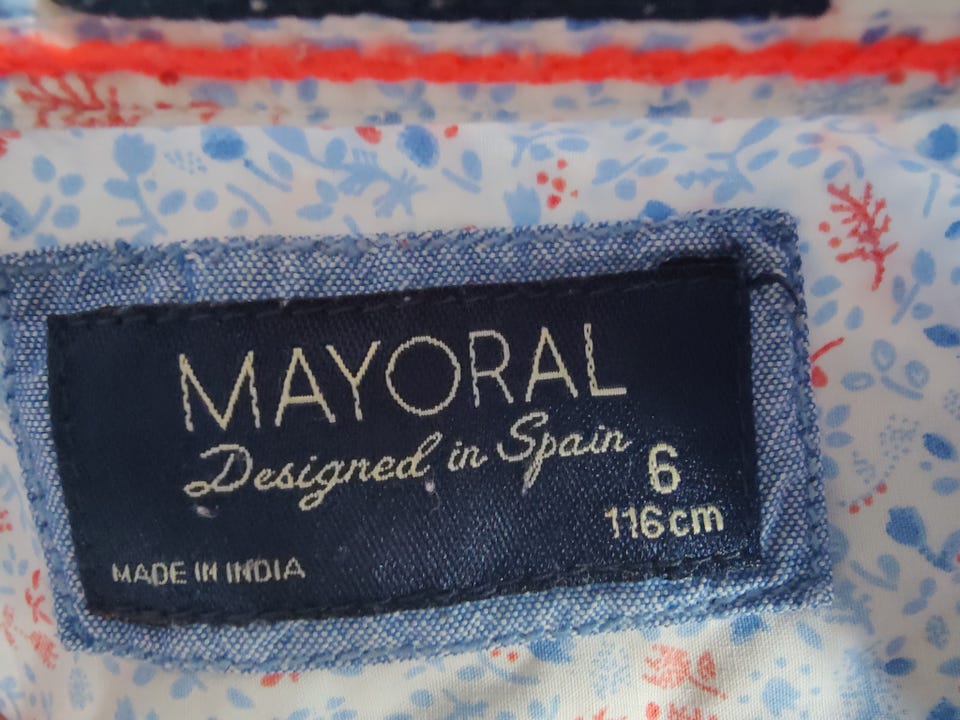 MAYORAL
Designed in Spain
6
116cm
MADE IN INDIA